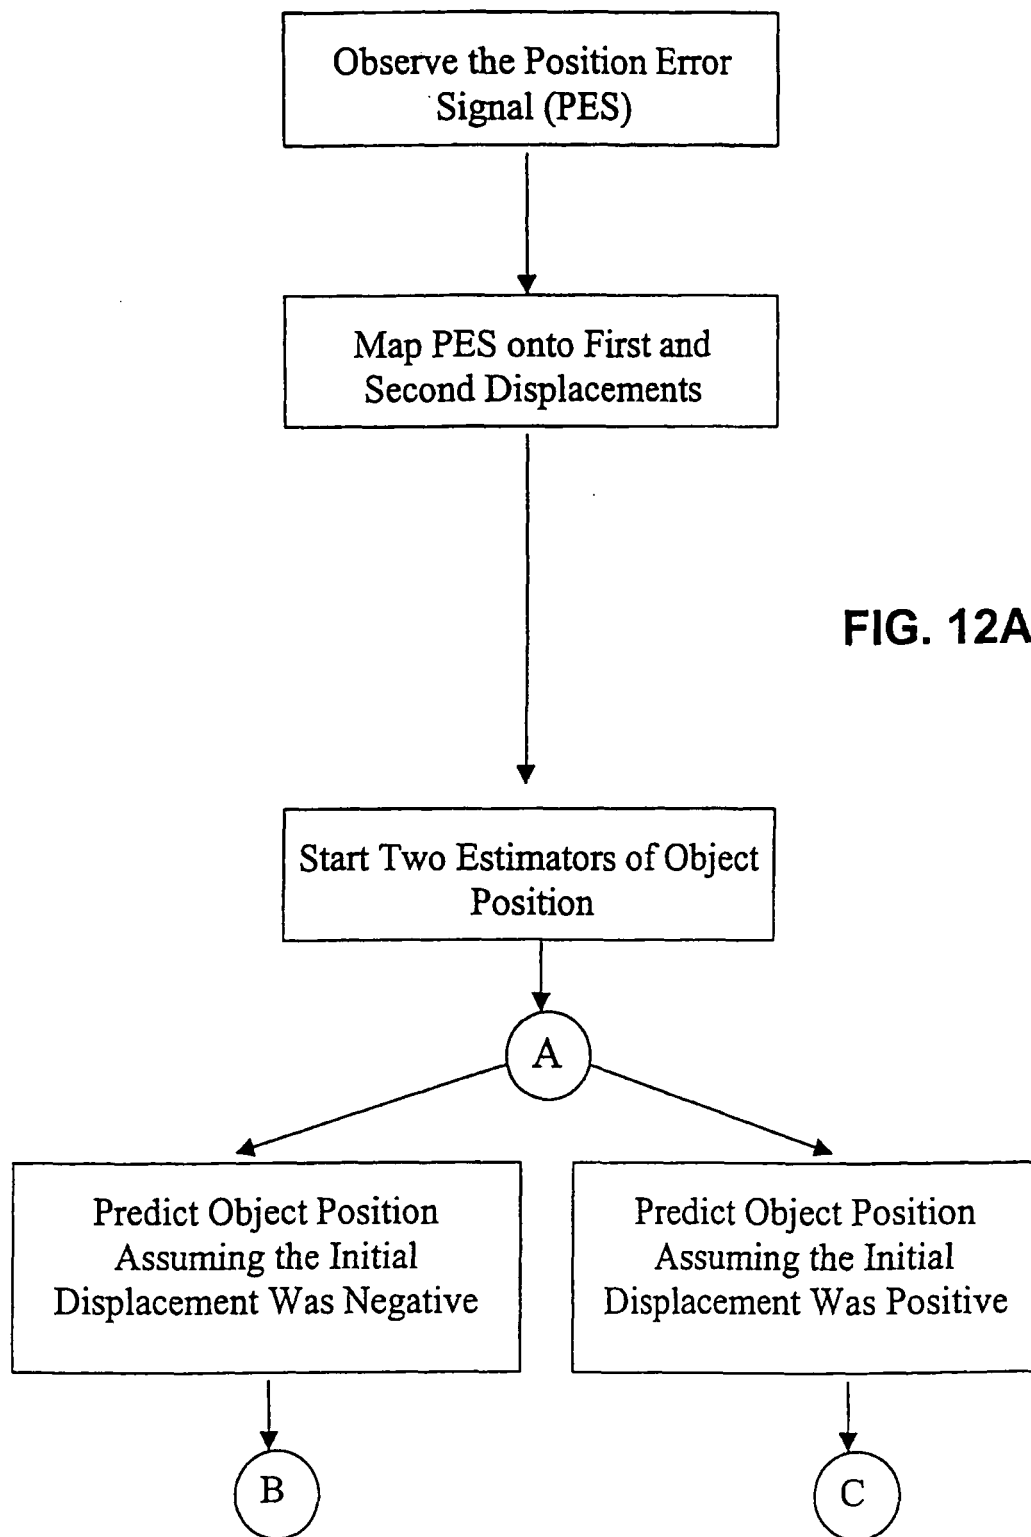 Observe the Position Error
Signal (PES)
Map PES onto First and
Second Displacements
FIG. 12A
Start Two Estimators of Object
Position
A
Predict Object Position
Assuming the Initial
Displacement Was Negative
Predict Object Position
Assuming the Initial
Displacement Was Positive
B
C